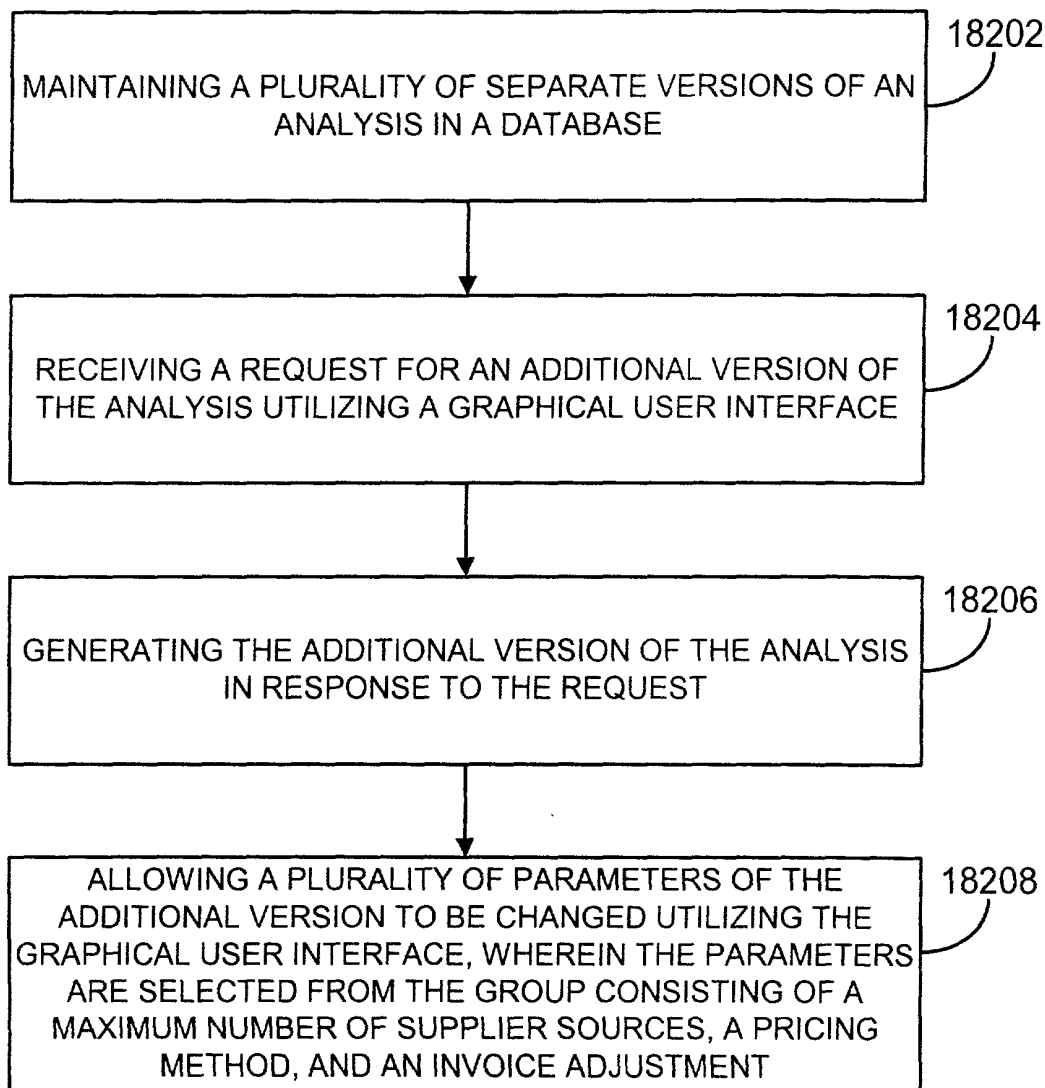 18202
MAINTAINING A PLURALITY OF SEPARATE VERSIONS OF AN
ANALYSIS IN A DATABASE
18204
RECEIVING A REQUEST FOR AN ADDITIONAL VERSION OF
THE ANALYSIS UTILIZING A GRAPHICAL USER INTERFACE
18206
GENERATING THE ADDITIONAL VERSION OF THE ANALYSIS
IN RESPONSE TO THE REQUEST
18208
ALLOWING A PLURALITY OF PARAMETERS OF THE
ADDITIONAL VERSION TO BE CHANGED UTILIZING THE
GRAPHICAL USER INTERFACE, WHEREIN THE PARAMETERS
ARE SELECTED FROM THE GROUP CONSISTING OF A
MAXIMUM NUMBER OF SUPPLIER SOURCES, A PRICING
METHOD, AND AN INVOICE ADJUSTMENT